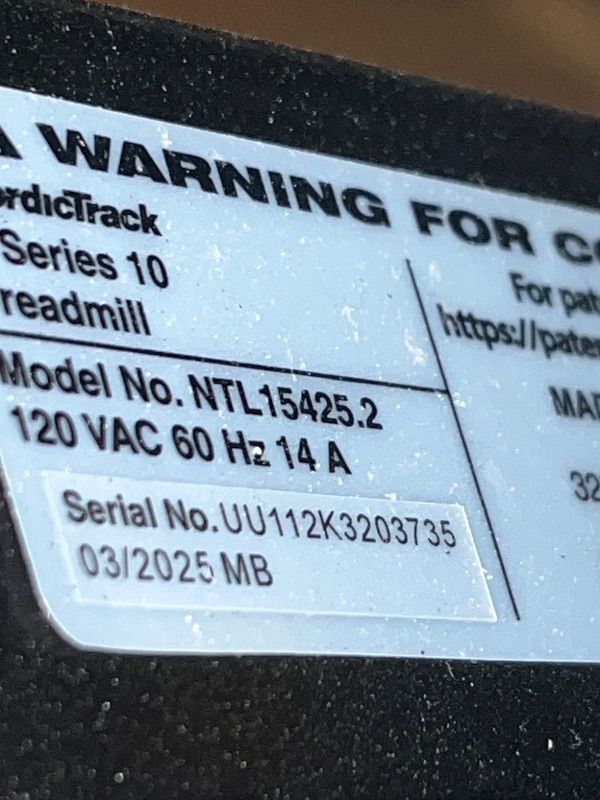 WARNING FOR
rdicTrack
Series 10
readmill
Model No. NTL15425.2
120 VAC 60 Hz 14 A
Serial No. UU112K3203735
03/2025 MB
For pat
https://pate
MA
32